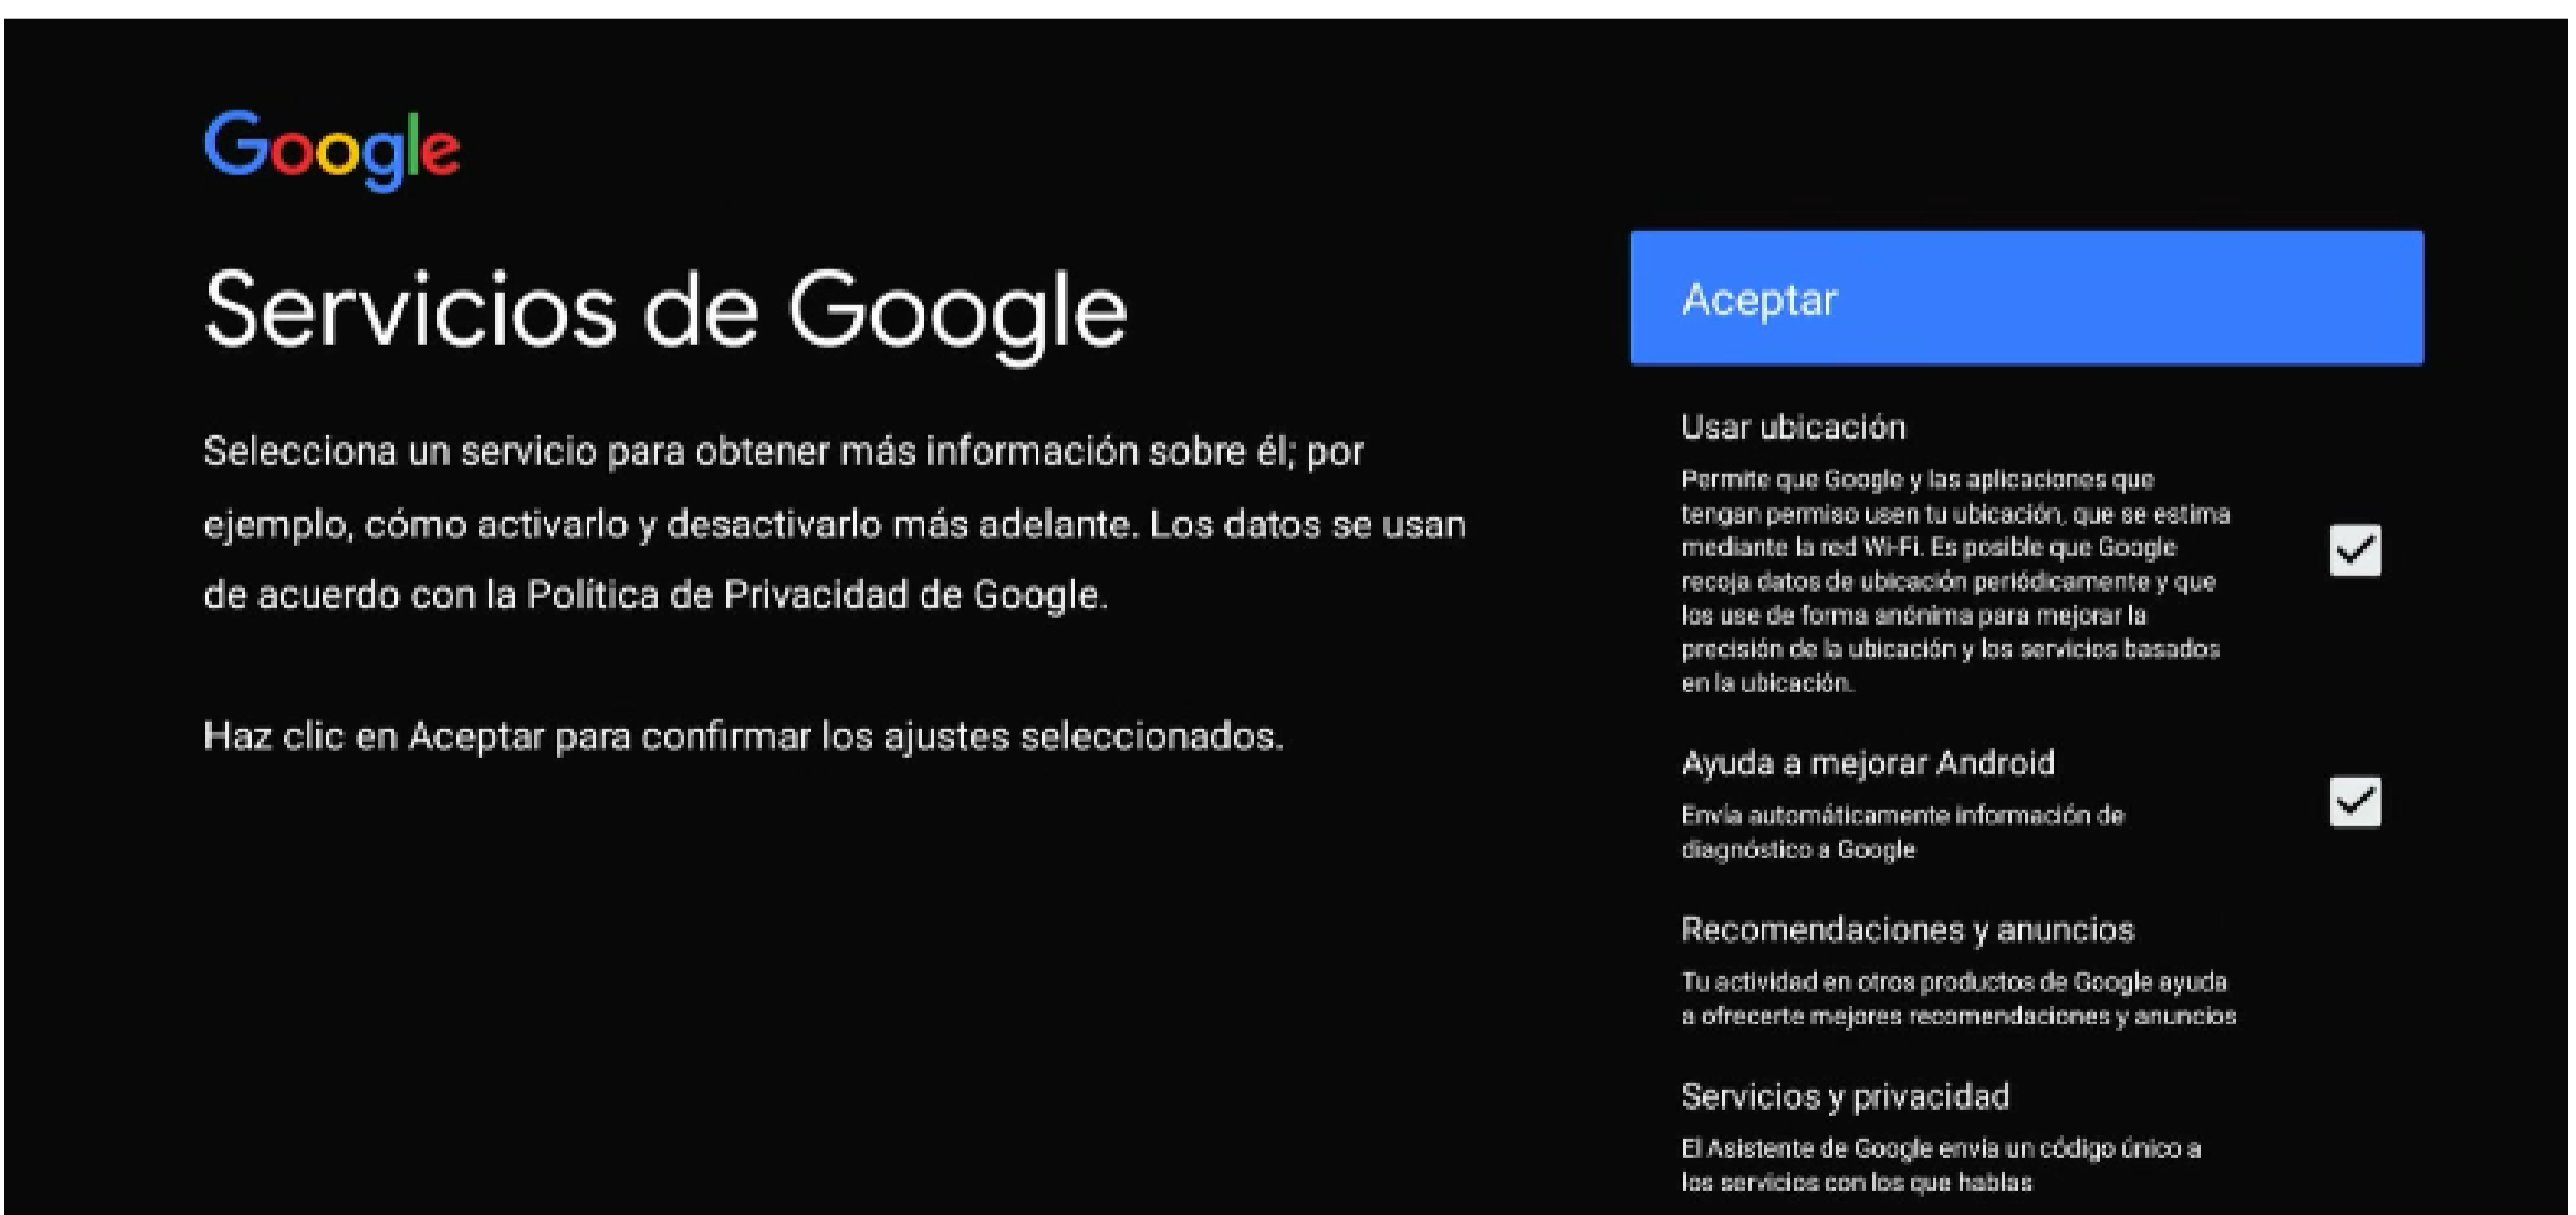 Google
Servicios de Google
Selecciona un servicio para obtener más información sobre él; por
ejemplo, cómo activarlo y desactivarlo más adelante. Los datos se usan
de acuerdo con la Política de Privacidad de Google.
Haz clic en Aceptar para confirmar los ajustes seleccionados.
Aceptar
Usar ubicación
Permite que Google y las aplicaciones que
tengan permiso usen tu ubicación, que se estima
mediante la red Wi-Fi. Es posible que Google
recoja datos de ubicación periódicamente y que
los use de forma anónima para mejorar la
precisión de la ubicación y los servicios basados
en la ubicación.
Ayuda a mejorar Android
Envía automáticamente información de
diagnóstico a Google
Recomendaciones y anuncios
Tu actividad en otros productos de Google ayuda
a ofrecerte mejores recomendaciones y anuncios
Servicios y privacidad
El Asistente de Google envía un código único a
los servicios con los que hablas